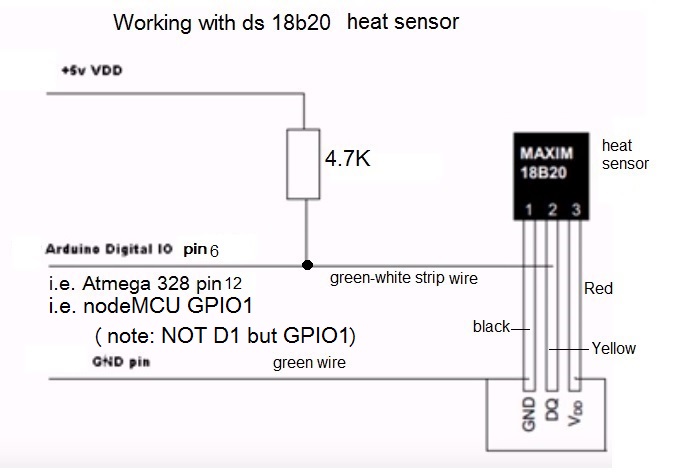 Working with ds 18b20 heat sensor
+5v VDD
4.7K
MAXIM
18B20
1 2 3
heat
sensor
Arduino Digital IO pin 6
green-white strip wire
i.e. Atmega 328 pin 12
i.e. nodeMCU GPIO1
( note: NOT D1 but GPIO1)
Red
black
Yellow
GND pin
green wire
GND
DQ
VDD